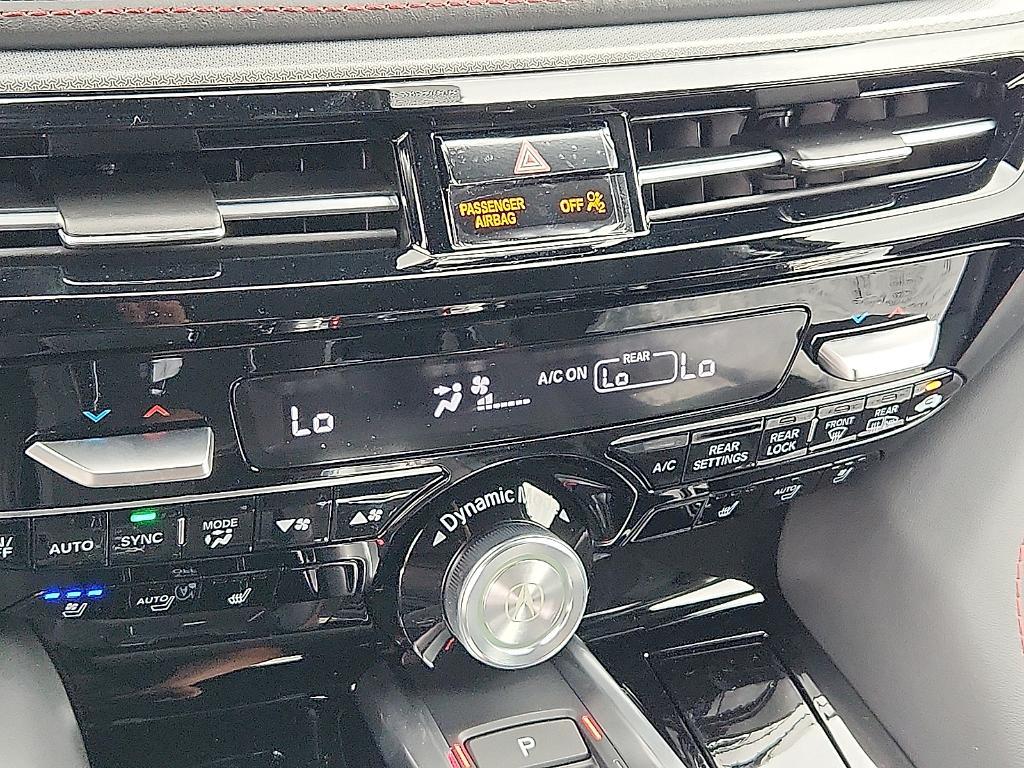 PASSENGER
AIRBAG
OFF
Lo
A/C ON
REAR
Lo
Lo
AUTO
SYNC
MODE
Dynamic
A/C
REAR
SETTINGS
REAR
LOCK
FRONT
REAR
AUTO
AUTO
P